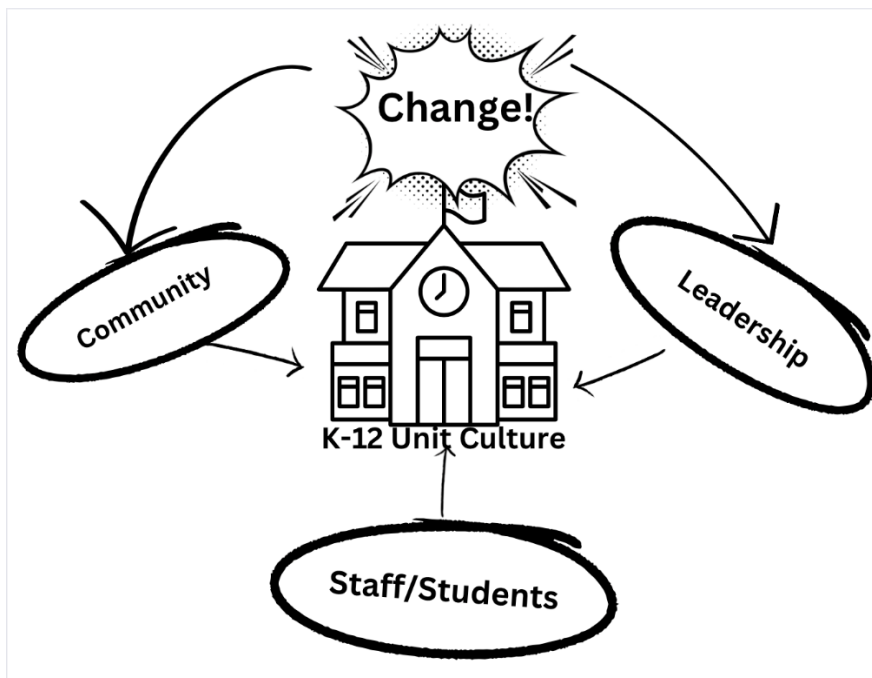 Change!
Community
Leadership
K-12 Unit Culture
Staff/Students